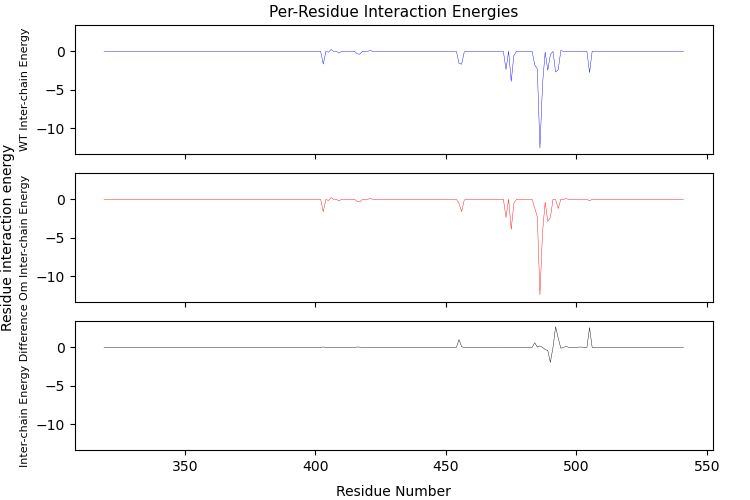 Per-Residue Interaction Energies
Residue interaction energy
WT Inter-chain Energy
0
−5
−10
Om Inter-chain Energy
0
−5
−10
Inter-chain Energy Difference
0
−5
−10
350
400
450
500
550
Residue Number